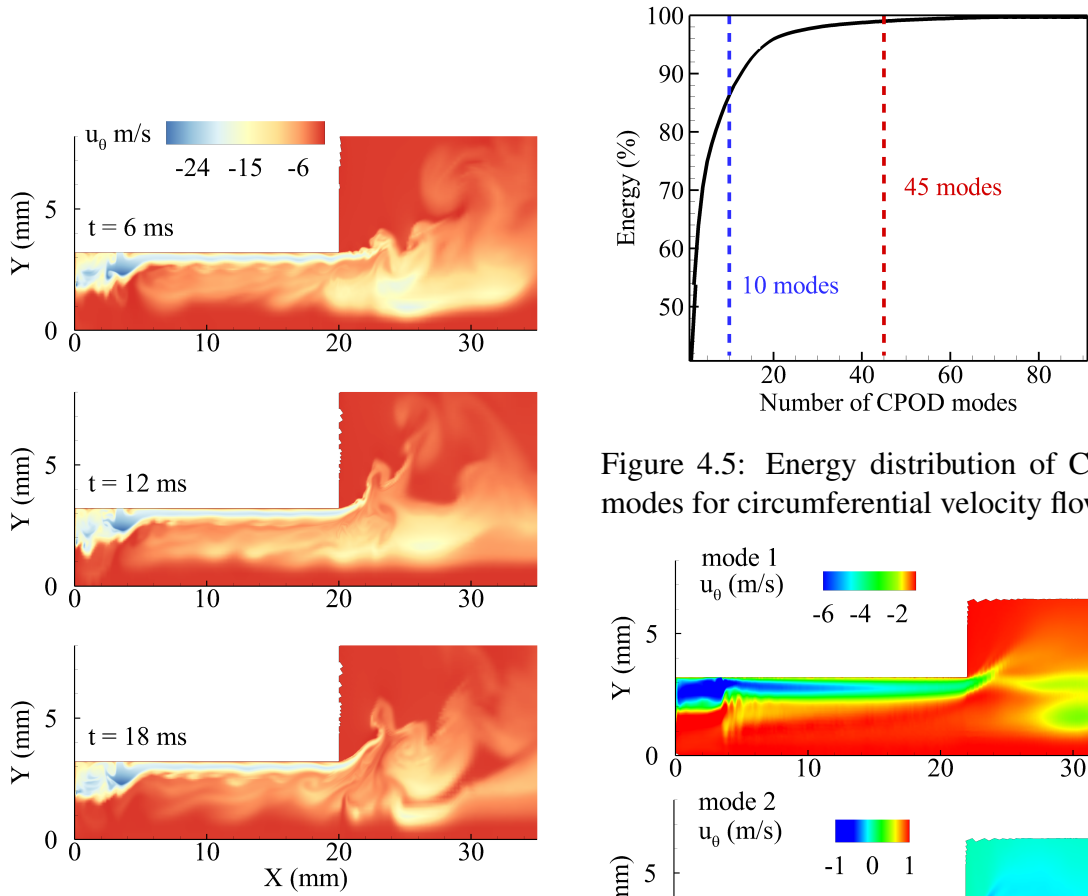 u_θ m/s
-24 -15 -6
t = 6 ms
Y (mm)
5
0
0 10 20 30
t = 12 ms
Y (mm)
5
0
0 10 20 30
t = 18 ms
Y (mm)
5
0
0 10 20 30
X (mm)
100
90
80
70
60
50
Energy (%)
45 modes
10 modes
20 40 60 80
Number of CPOD modes
Figure 4.5: Energy distribution of C
modes for circumferential velocity flow
mode 1
u_θ (m/s)
-6 -4 -2
Y (mm)
5
0
0 10 20 30
mode 2
u_θ (m/s)
-1 0 1
5
mm)